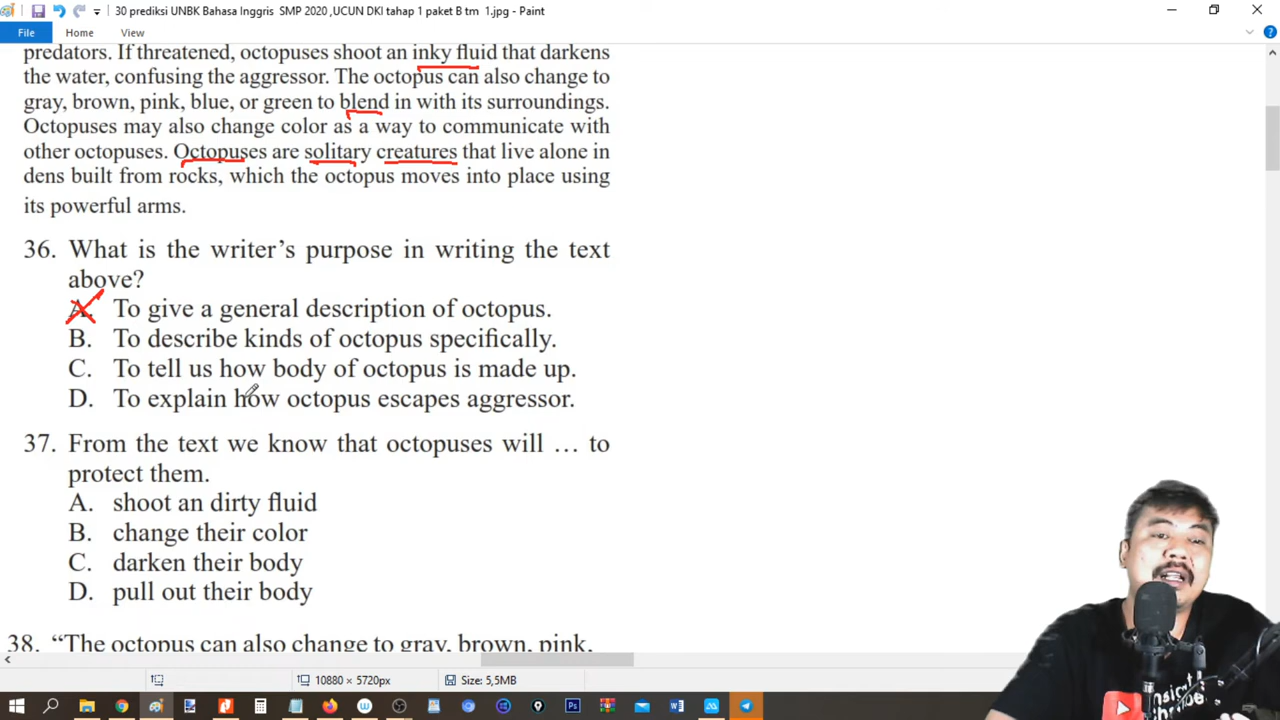 30 prediksi UNBK Bahasa Inggris SMP 2020 ,UCUN DKI tahap 1 paket B tm 1.jpg - Paint
File Home View
predators. If threatened, octopuses shoot an inky fluid that darkens
the water, confusing the aggressor. The octopus can also change to
gray, brown, pink, blue, or green to blend in with its surroundings.
Octopuses may also change color as a way to communicate with
other octopuses. Octopuses are solitary creatures that live alone in
dens built from rocks, which the octopus moves into place using
its powerful arms.
36. What is the writer’s purpose in writing the text
above?
A. To give a general description of octopus.
B. To describe kinds of octopus specifically.
C. To tell us how body of octopus is made up.
D. To explain how octopus escapes aggressor.
37. From the text we know that octopuses will … to
protect them.
A. shoot an dirty fluid
B. change their color
C. darken their body
D. pull out their body
38. “The octopus can also change to gray, brown, pink,
10880 × 5720px Size: 5,5MB